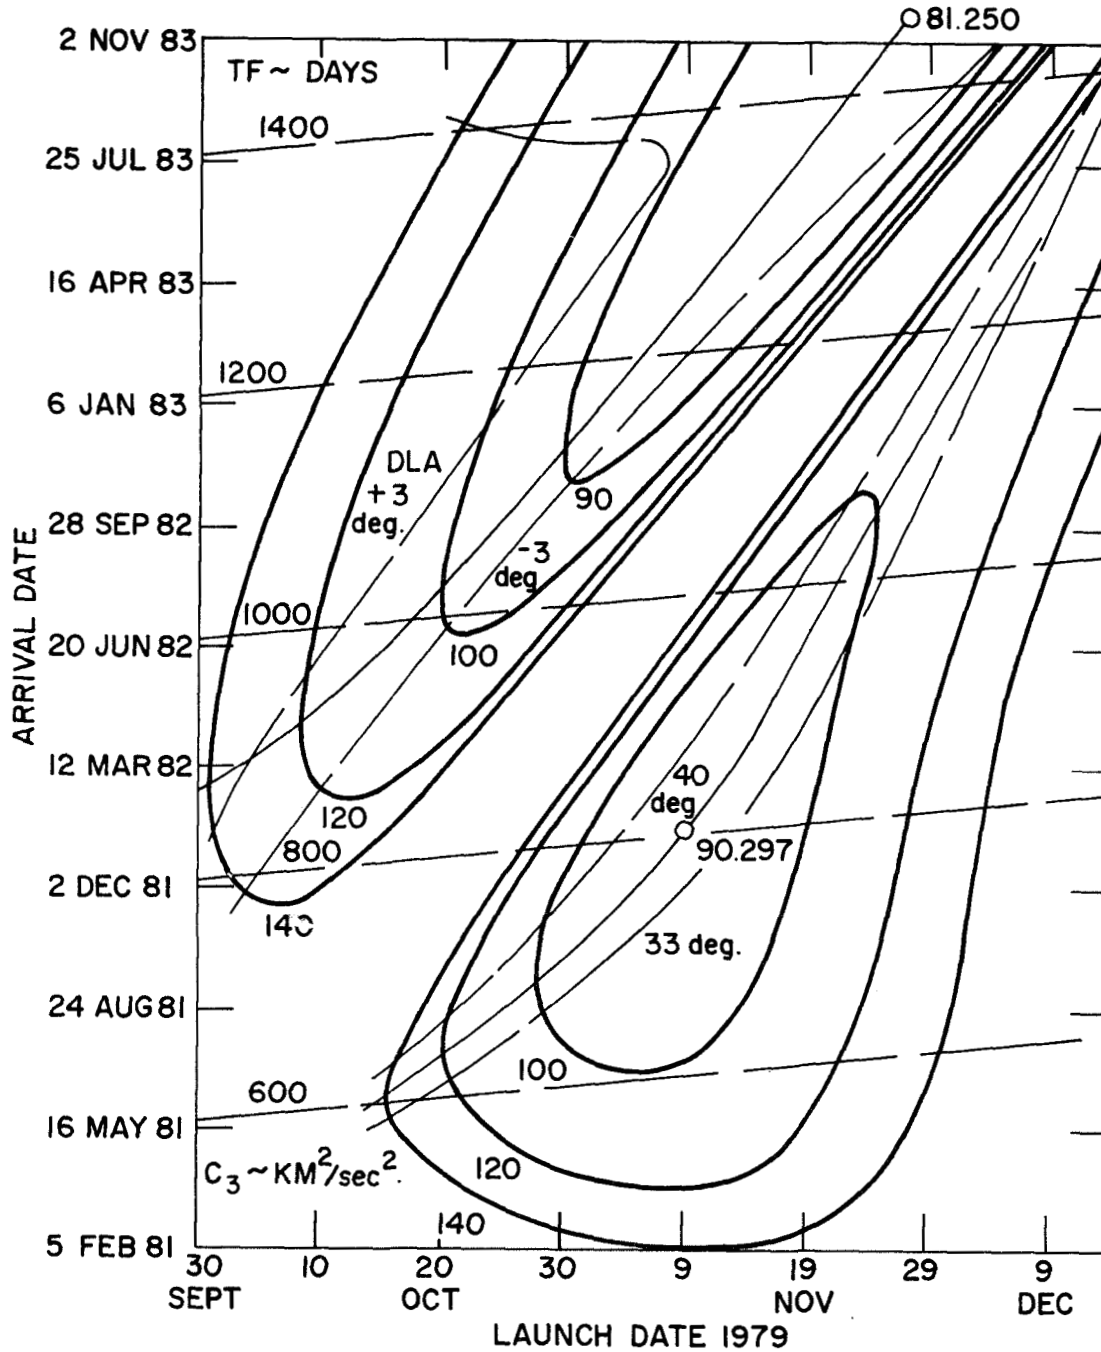 81.250
2 NOV 83
TF ~ DAYS
1400
25 JUL 83
16 APR 83
1200
6 JAN 83
DLA
+3
deg.
90
28 SEP 82
-3
deg
1000
20 JUN 82
100
12 MAR 82
40
deg
120
800
90.297
2 DEC 81
140
33 deg.
24 AUG 81
100
600
16 MAY 81
C3 ~ KM²/sec².
120
140
5 FEB 81
30 10 20 30 9 19 29 9
SEPT OCT NOV DEC
LAUNCH DATE 1979
ARRIVAL DATE